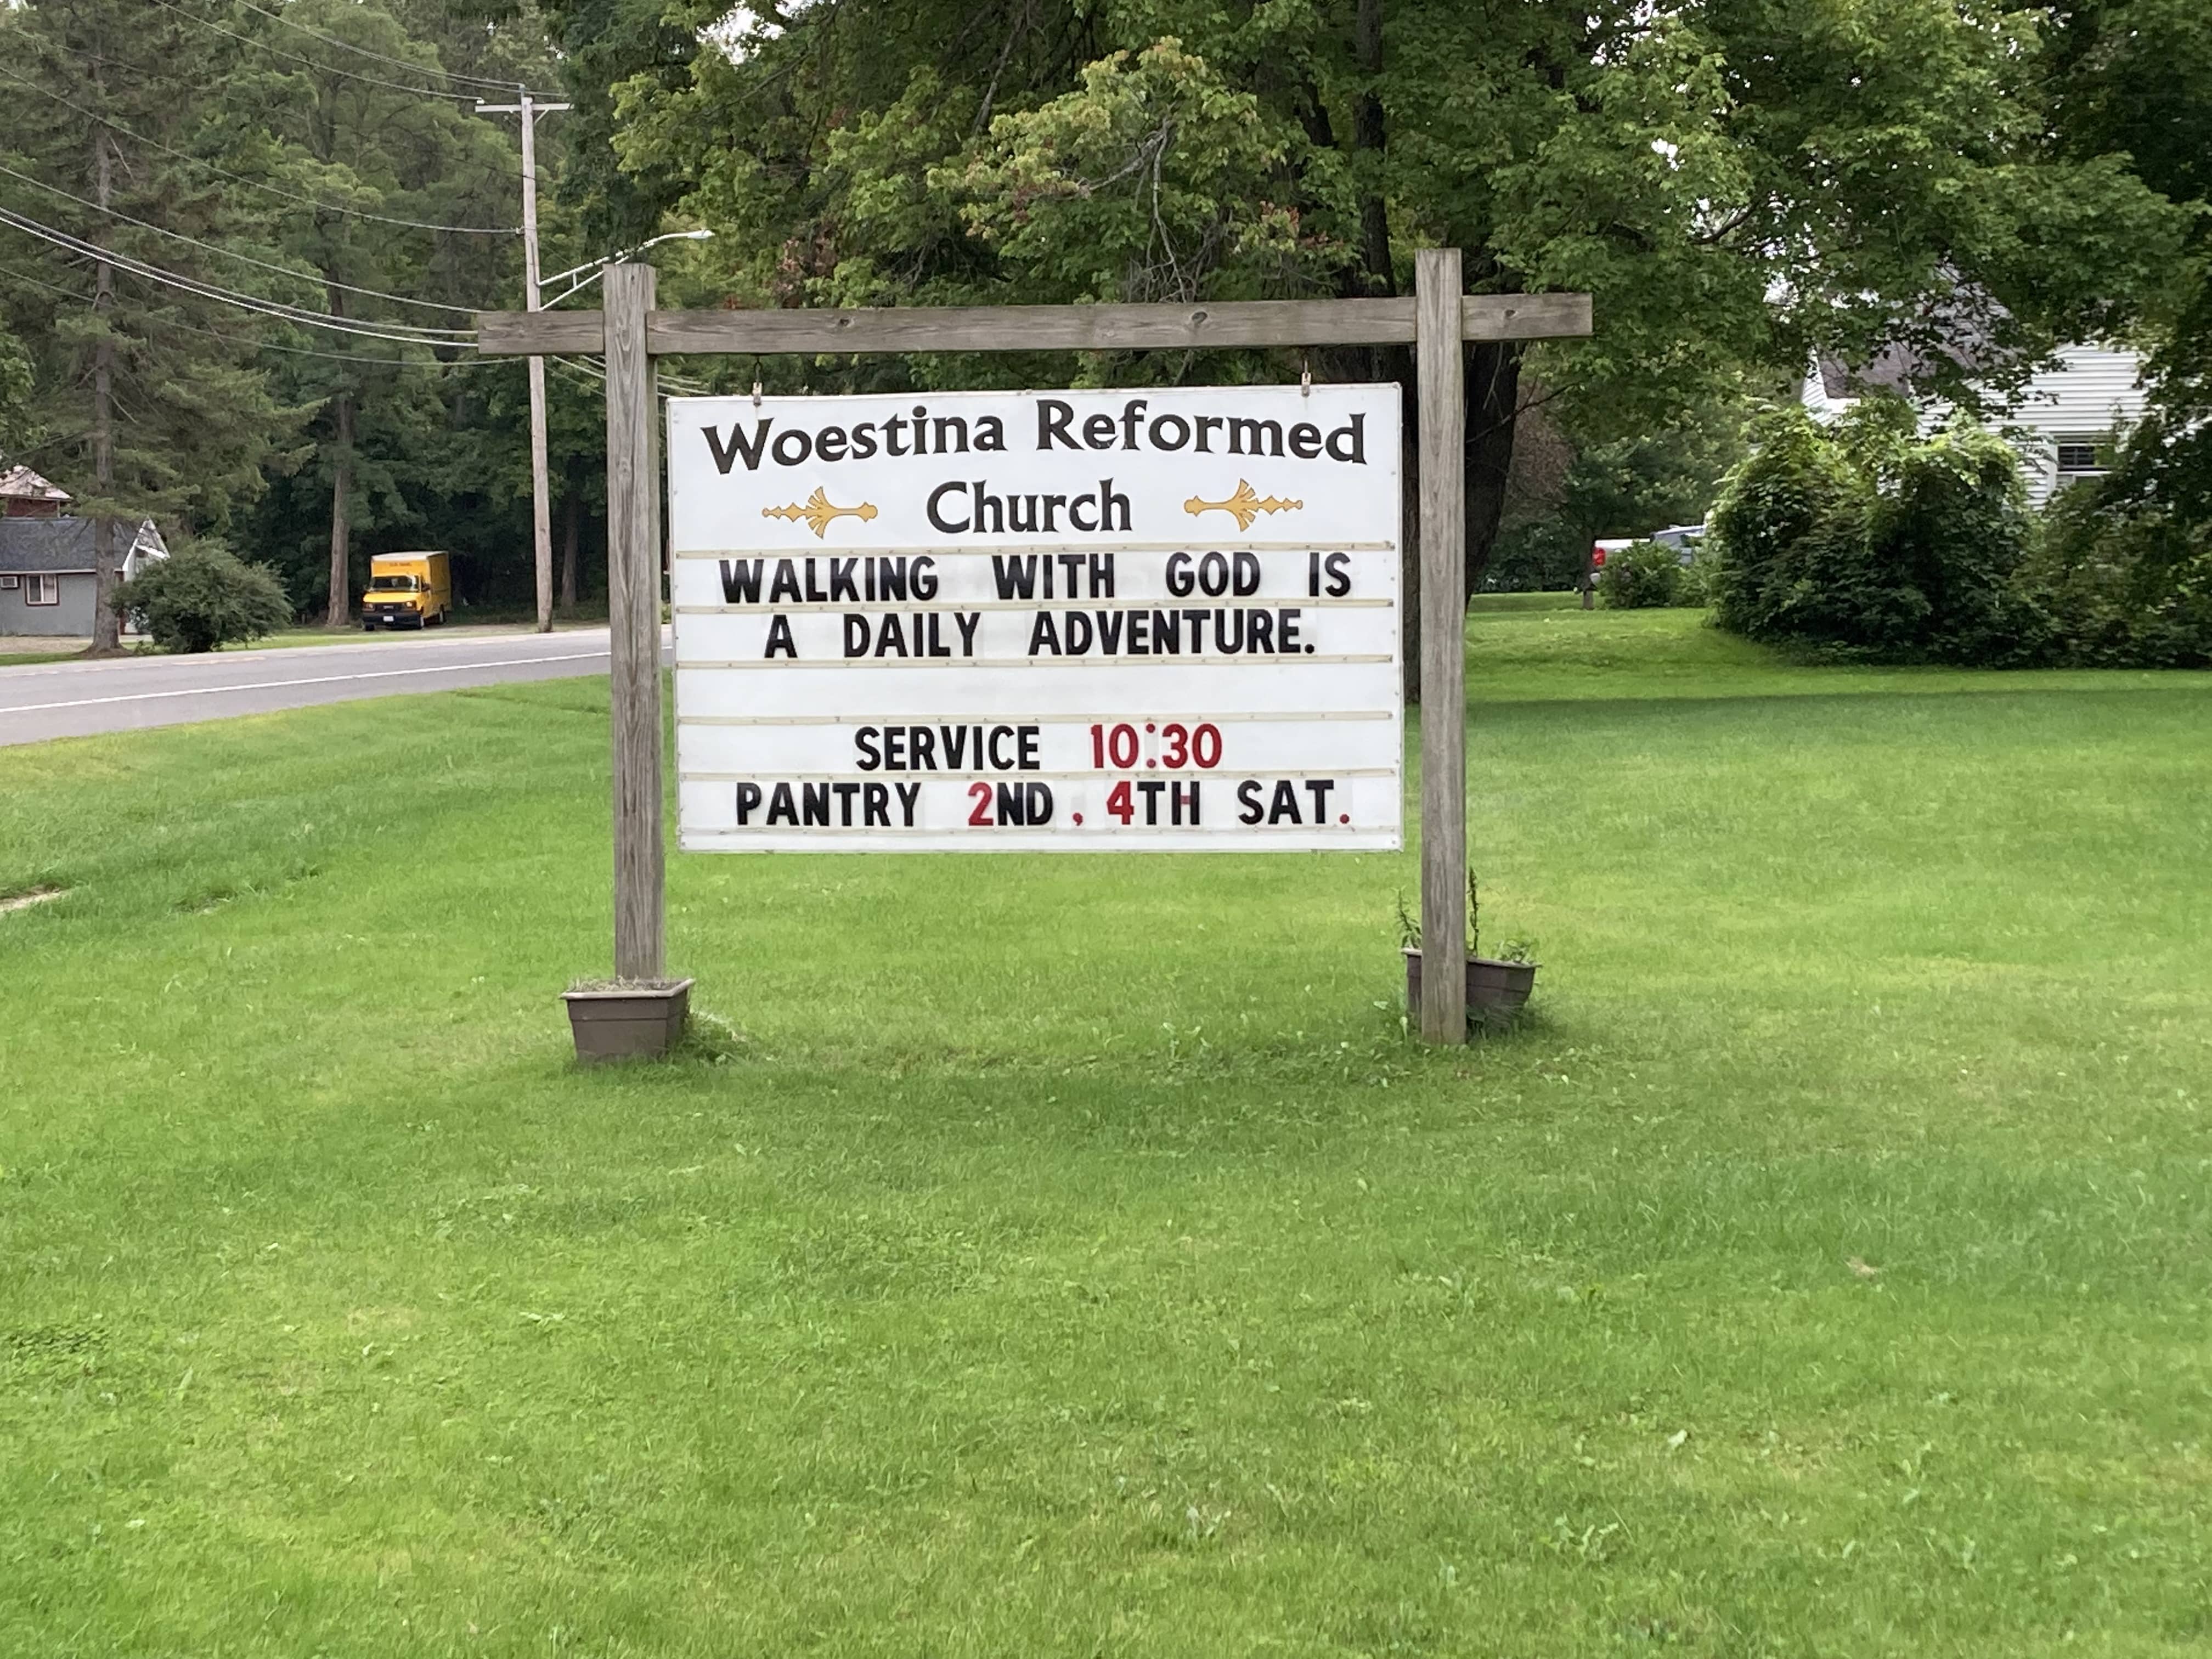 Woestina Reformed
Church
WALKING WITH GOD IS
A DAILY ADVENTURE.
SERVICE 10:30
PANTRY 2ND, 4TH SAT.